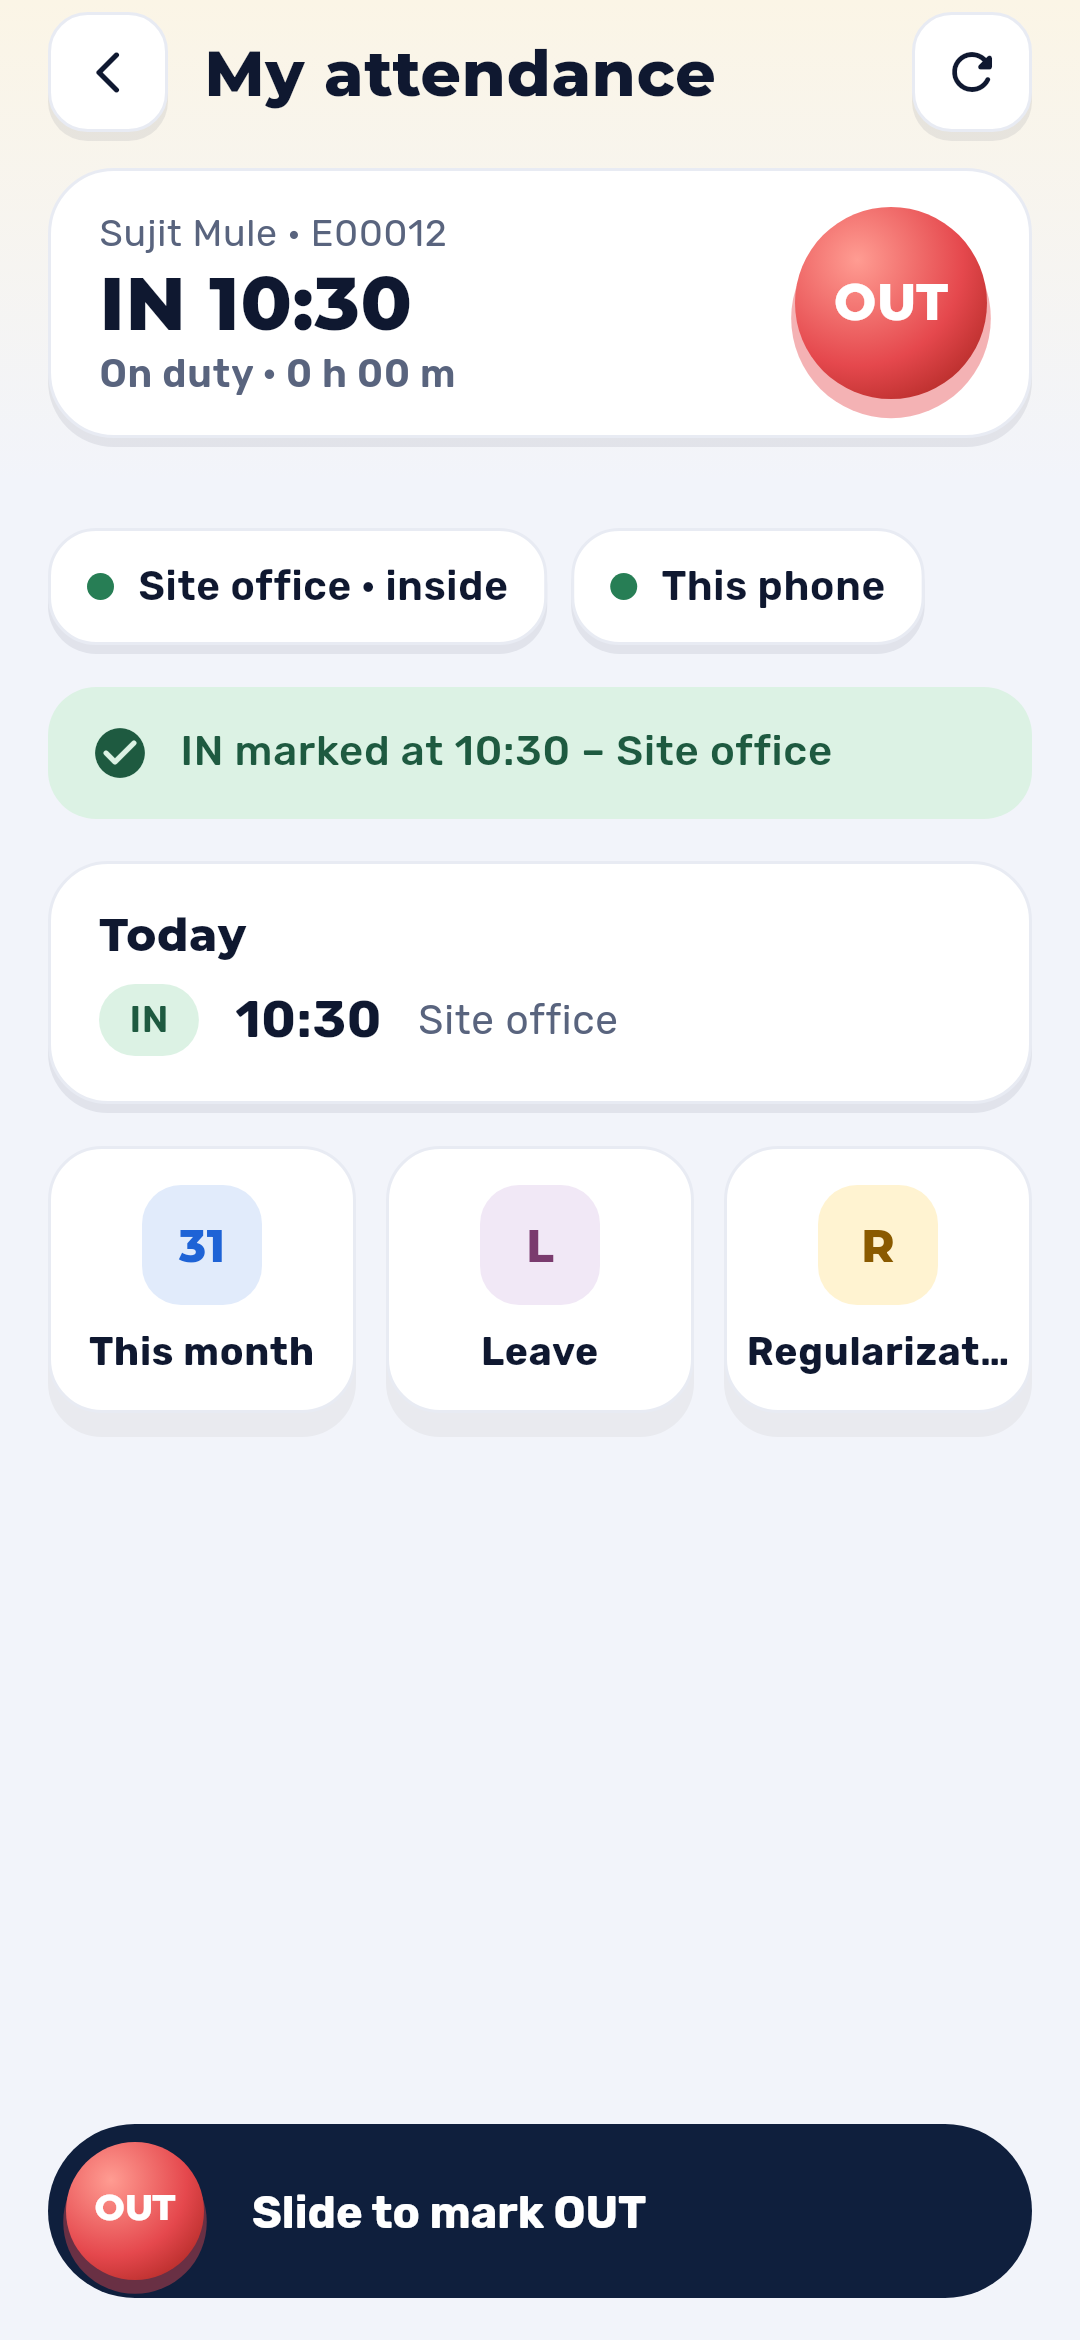 My attendance
Sujit Mule • E00012
IN 10:30
On duty • 0 h 00 m
OUT
Site office • inside
This phone
IN marked at 10:30 – Site office
Today
IN 10:30 Site office
31
This month
L
Leave
R
Regularizat...
OUT
Slide to mark OUT